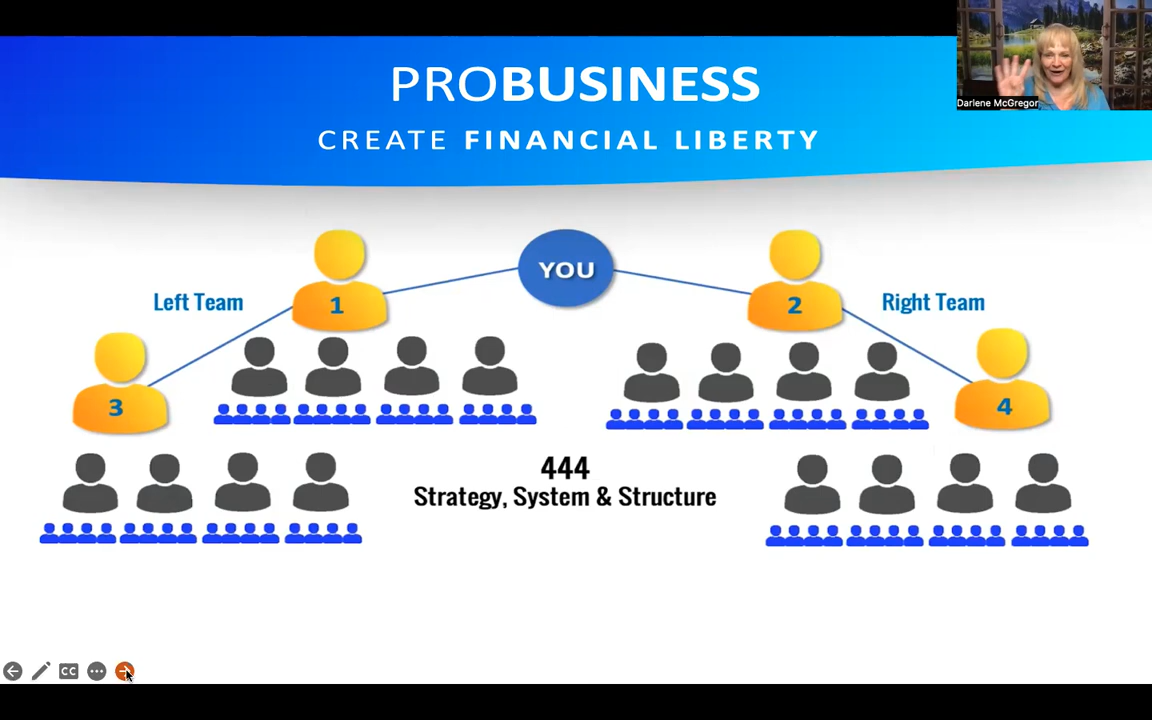 PROBUSINESS
CREATE FINANCIAL LIBERTY
Darlene McGregor
YOU
1
2
Left Team
Right Team
3
4
444
Strategy, System & Structure
CC